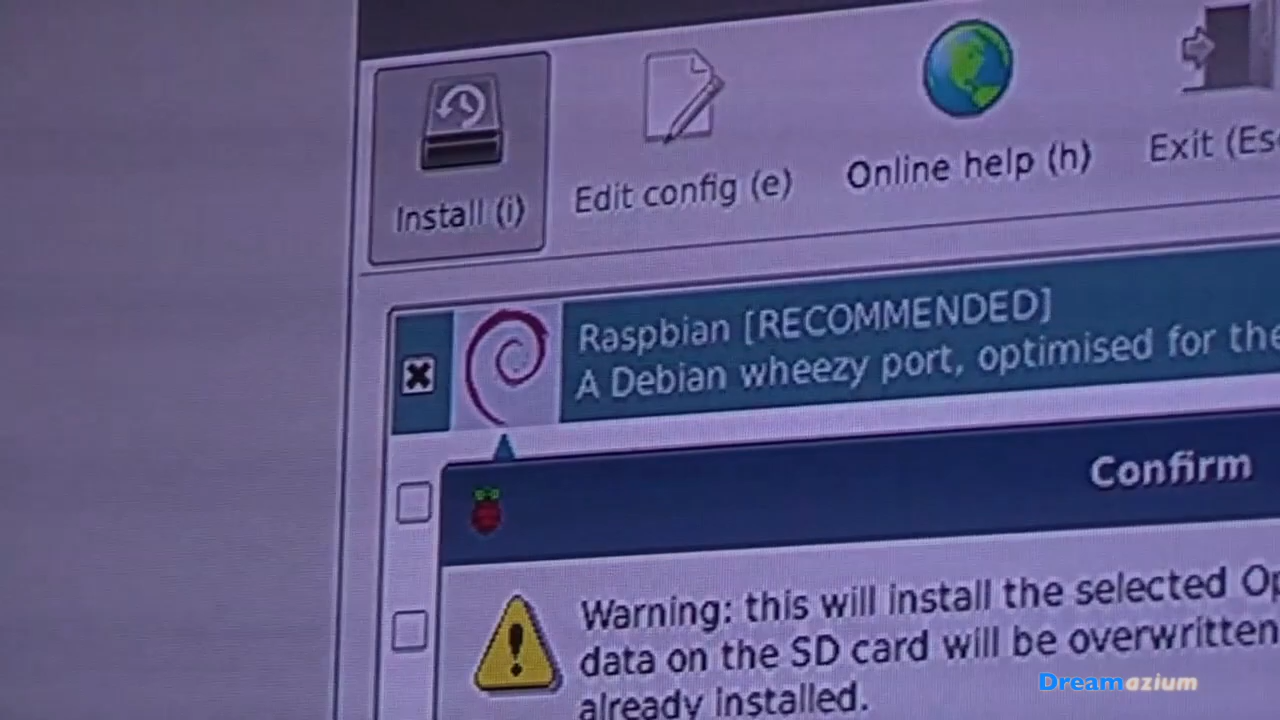 Install (i)
Edit config (e)
Online help (h)
Exit (Es
Raspbian [RECOMMENDED]
A Debian wheezy port, optimised for the
Confirm
Warning: this will install the selected Op
data on the SD card will be overwritten
already installed.
Dreamazium